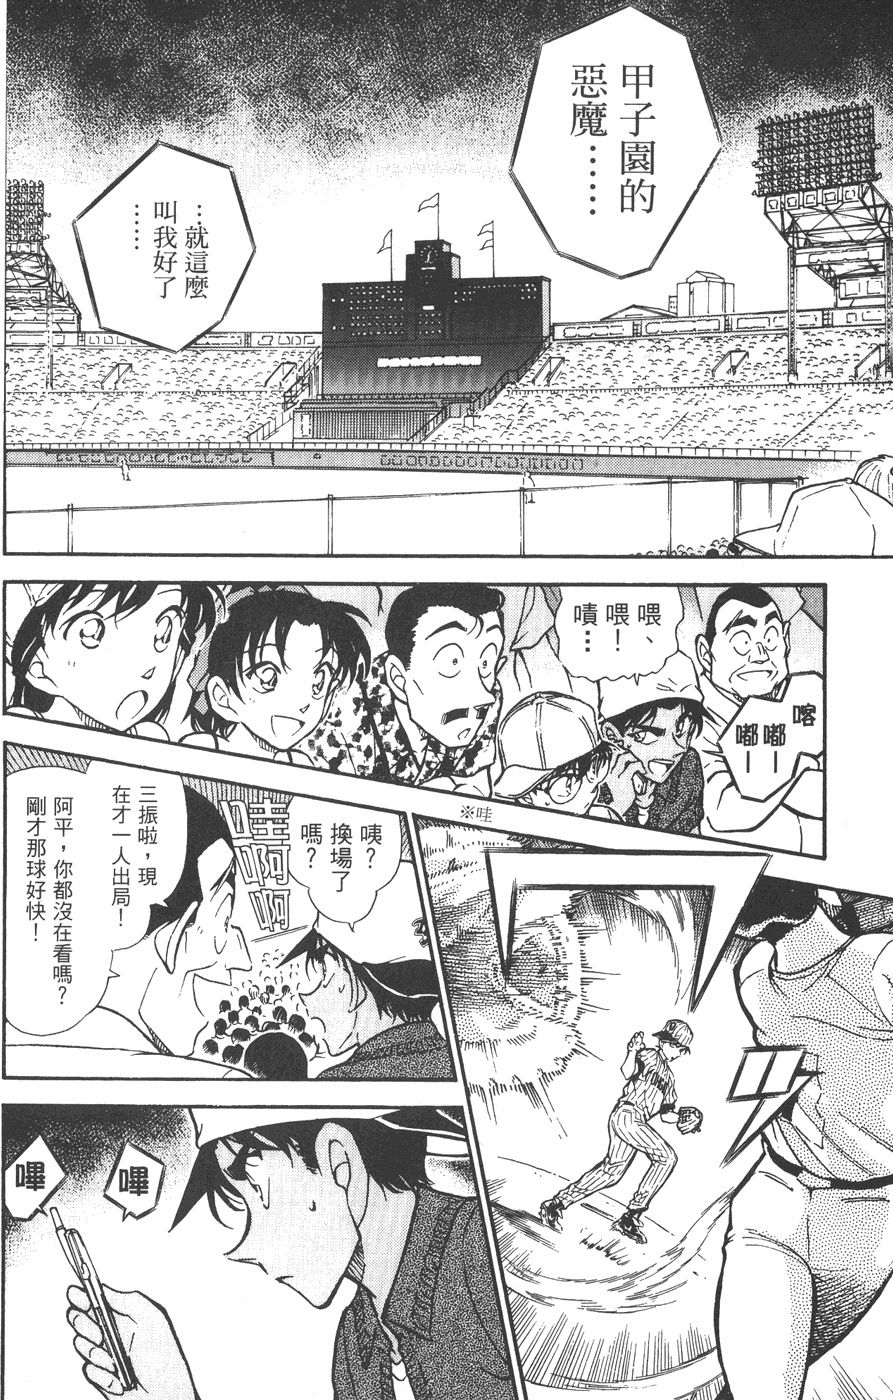 甲子園的
惡魔……
…就這麼
叫我好了
……
喂、
喂！
嘖…
喀
嘟－
嘟－
※哇
咦？
換場了
嗎？
哇啊啊
三振啦，現
在才一人出局！
阿平，你都沒在看嗎？
剛才那球好快！
嗶
嗶